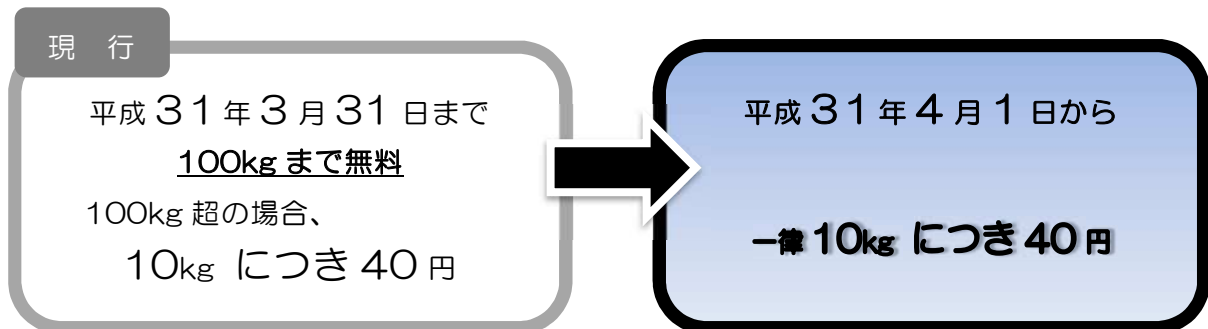 現 行
平成31年3月31日まで
100kgまで無料
100kg超の場合、
10kg につき40円
平成31年4月1日から
一律10kg につき40円